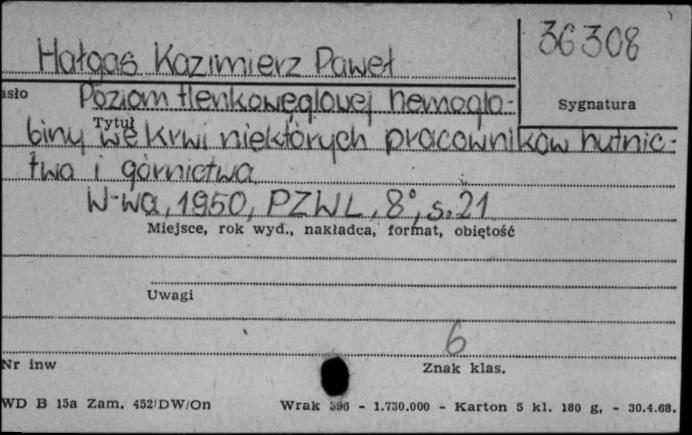 36308
Hałgas Kazimierz Paweł
asło Poziom tlenkowęglowej hemoglo-
Sygnatura
Tytuł
biny we krwi niektórych pracowników hutnic-
twa i górnictwa
W-wa, 1950, PZWL, 8°, s. 21
Miejsce, rok wyd., nakładca, format, objętość
Uwagi
6
Nr inw
Znak klas.
WD B 15a Zam. 452/DW/On Wrak 396 - 1.730.000 - Karton 5 kl. 180 g, - 30.4.68.